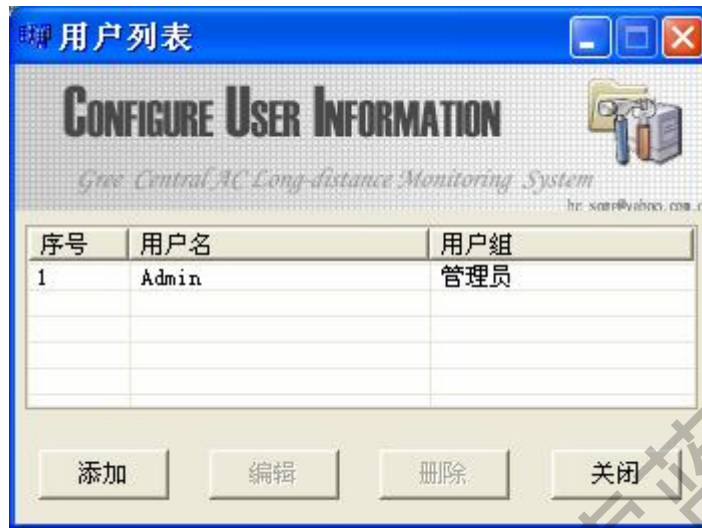 用户列表
CONFIGURE USER INFORMATION
Gree Central AC Long-distance Monitoring System
序号 用户名 用户组
1 Admin 管理员
添加 编辑 删除 关闭